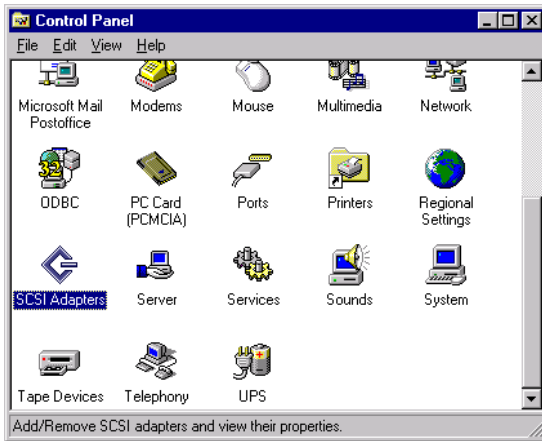 Control Panel
File Edit View Help
Microsoft Mail Postoffice
Modems
Mouse
Multimedia
Network
32
ODBC
PC Card (PCMCIA)
Ports
Printers
Regional Settings
SCSI Adapters
Server
Services
Sounds
System
Tape Devices
Telephony
UPS
Add/Remove SCSI adapters and view their properties.